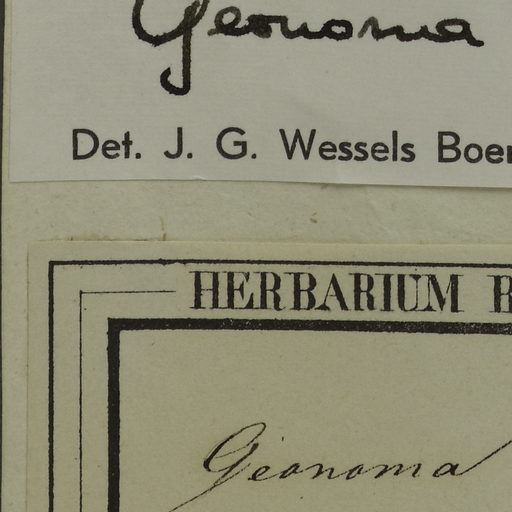 Geonoma
Det. J. G. Wessels Boer
HERBARIUM
Geonoma